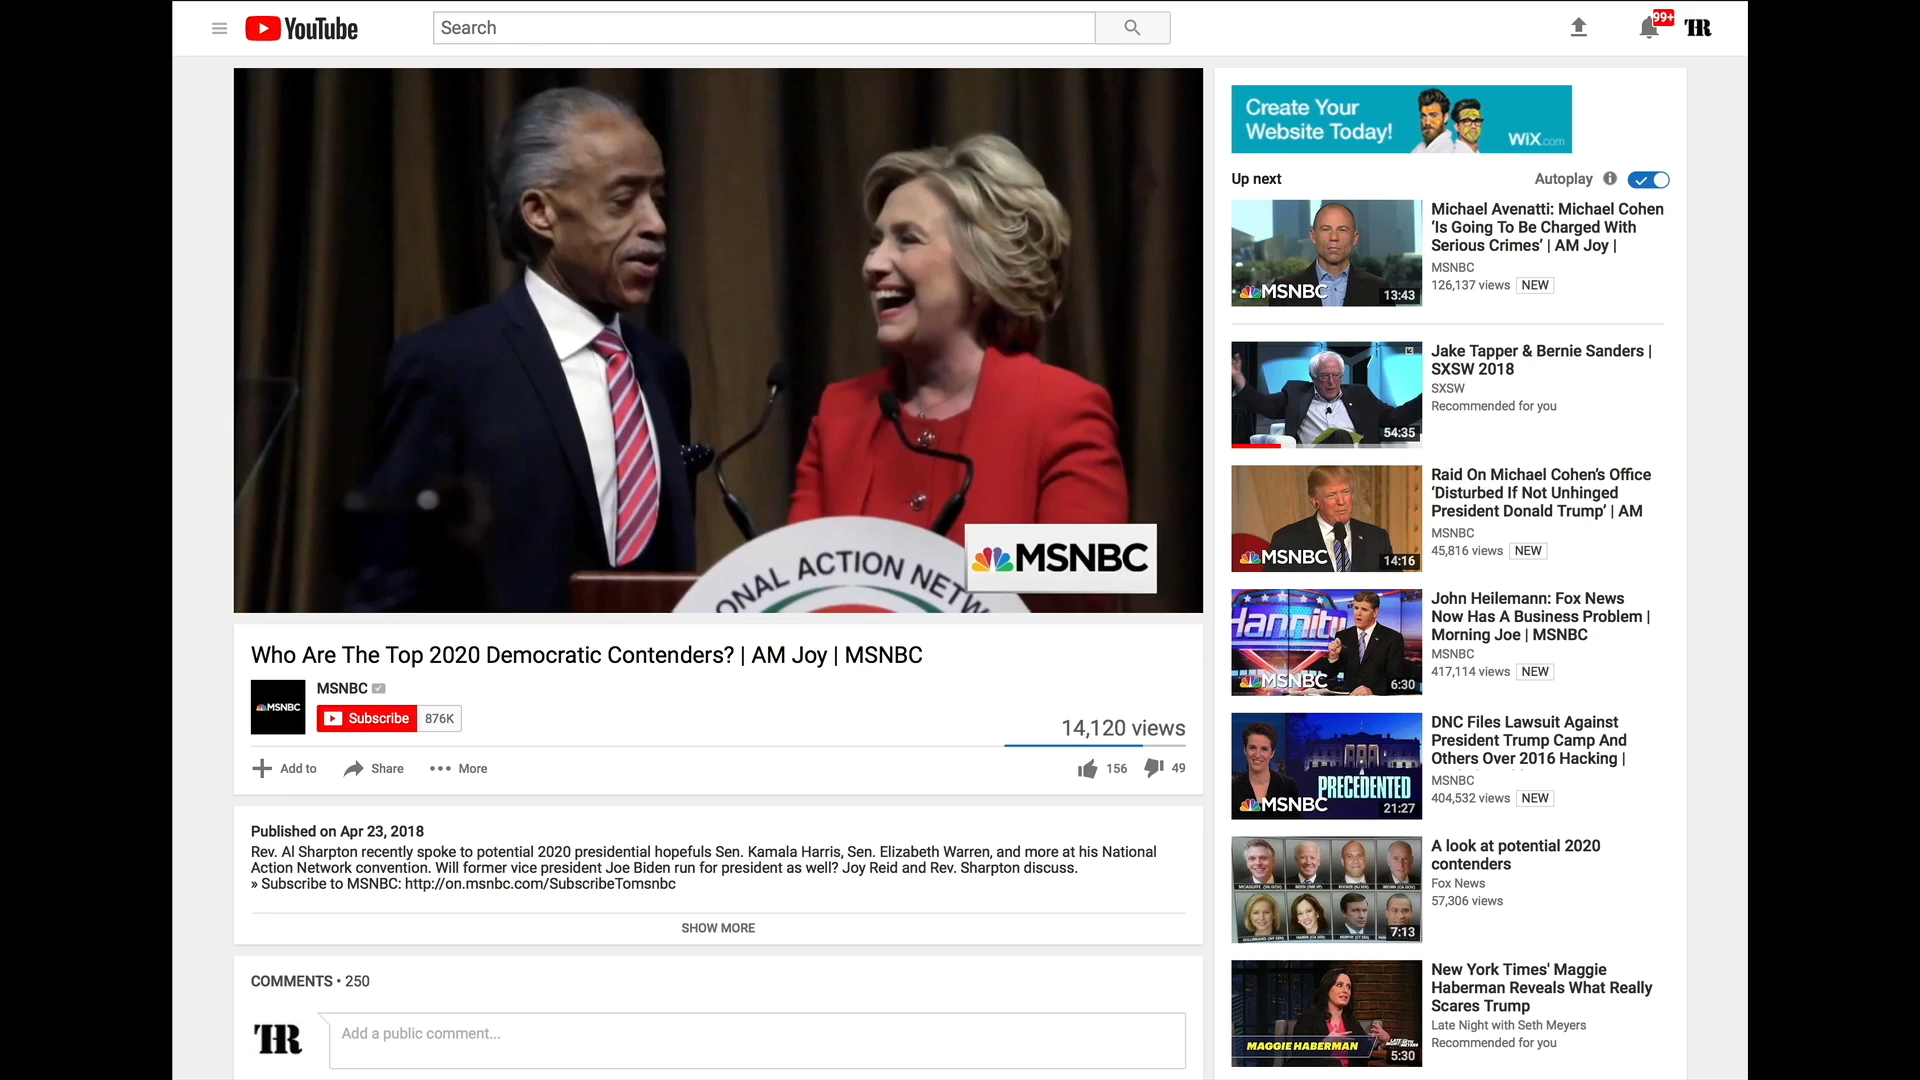 YouTube
Search
99+
THR
ONAL ACTION NETW
MSNBC
Who Are The Top 2020 Democratic Contenders? | AM Joy | MSNBC
MSNBC
MSNBC
Subscribe 876K
14,120 views
Add to Share More
156 49
Published on Apr 23, 2018
Rev. Al Sharpton recently spoke to potential 2020 presidential hopefuls Sen. Kamala Harris, Sen. Elizabeth Warren, and more at his National
Action Network convention. Will former vice president Joe Biden run for president as well? Joy Reid and Rev. Sharpton discuss.
» Subscribe to MSNBC: http://on.msnbc.com/SubscribeTomsnbc
SHOW MORE
COMMENTS • 250
THR
Add a public comment...
Create Your
Website Today!
WiX.com
Up next
Autoplay
MSNBC
13:43
Michael Avenatti: Michael Cohen
‘Is Going To Be Charged With
Serious Crimes’ | AM Joy |
MSNBC
126,137 views NEW
54:35
Jake Tapper & Bernie Sanders |
SXSW 2018
SXSW
Recommended for you
MSNBC
14:16
Raid On Michael Cohen’s Office
‘Disturbed If Not Unhinged
President Donald Trump’ | AM
MSNBC
45,816 views NEW
Hannity
MSNBC
6:30
John Heilemann: Fox News
Now Has A Business Problem |
Morning Joe | MSNBC
MSNBC
417,114 views NEW
PRECEDENTED
MSNBC
21:27
DNC Files Lawsuit Against
President Trump Camp And
Others Over 2016 Hacking |
MSNBC
404,532 views NEW
7:13
A look at potential 2020
contenders
Fox News
57,306 views
MAGGIE HABERMAN
5:30
New York Times' Maggie
Haberman Reveals What Really
Scares Trump
Late Night with Seth Meyers
Recommended for you